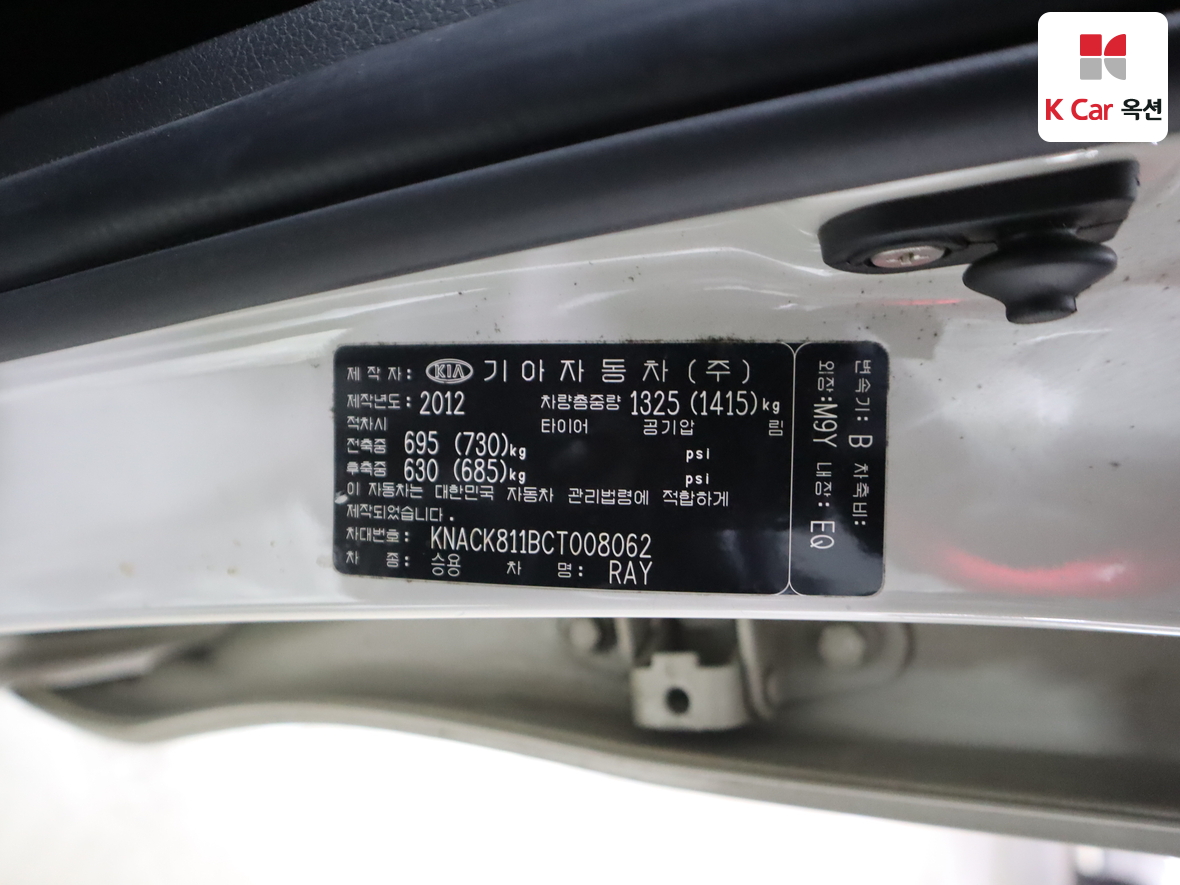 K Car 옥션
제 작 자: KIA 기 아 자 동 차 (주)
제작년도: 2012 차량총중량 1325 (1415)kg
적차시 타이어 공기압 림
전축중 695 (730)kg psi
후축중 630 (685)kg psi
이 자동차는 대한민국 자동차 관리법령에 적합하게
제작되었습니다.
차대번호: KNACK811BCT008062
차 종: 승용 차 명: RAY
변속기: B 차축비:
외장:M9Y 내장: EQ